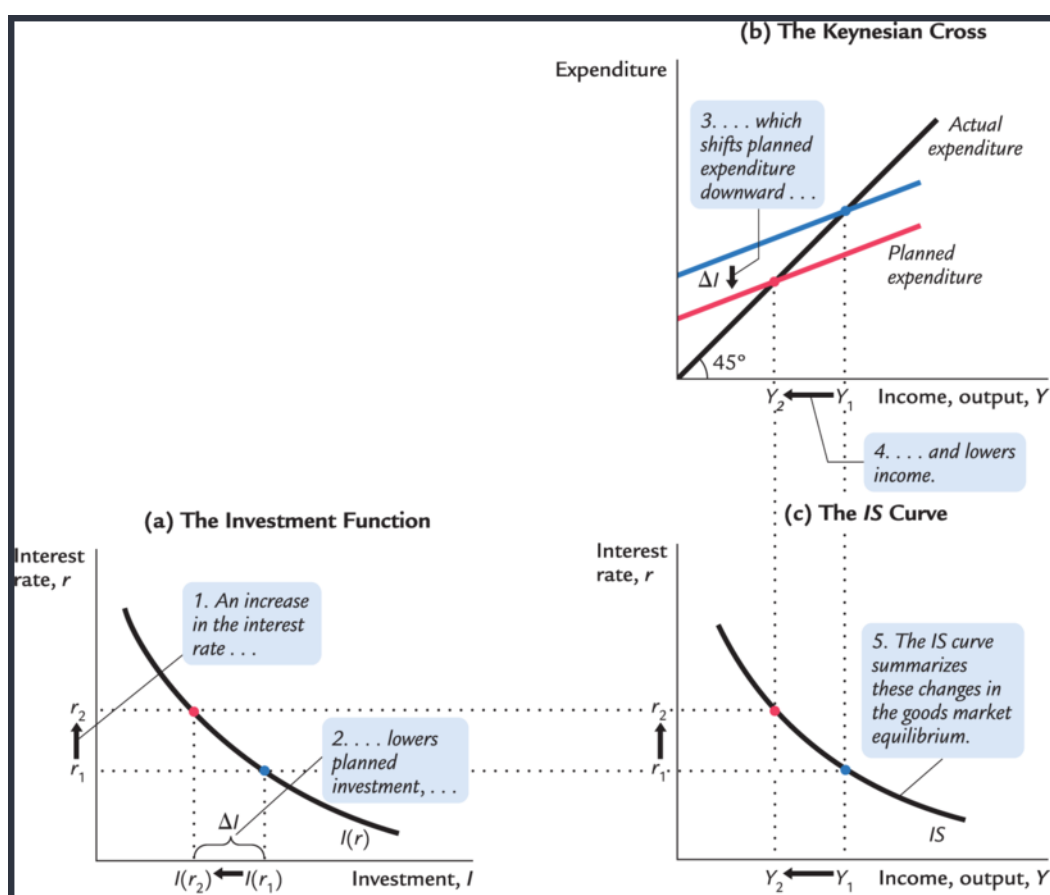 (b) The Keynesian Cross
Expenditure
3. . . . which
shifts planned
expenditure
downward . . .
Actual
expenditure
Planned
expenditure
ΔI
45°
Y₂ Y₁ Income, output, Y
4. . . . and lowers
income.
(a) The Investment Function
Interest
rate, r
1. An increase
in the interest
rate . . .
r₂
r₁
2. . . . lowers
planned
investment, . . .
ΔI
I(r)
I(r₂) I(r₁) Investment, I
(c) The IS Curve
Interest
rate, r
5. The IS curve
summarizes
these changes in
the goods market
equilibrium.
r₂
r₁
IS
Y₂ Y₁ Income, output, Y